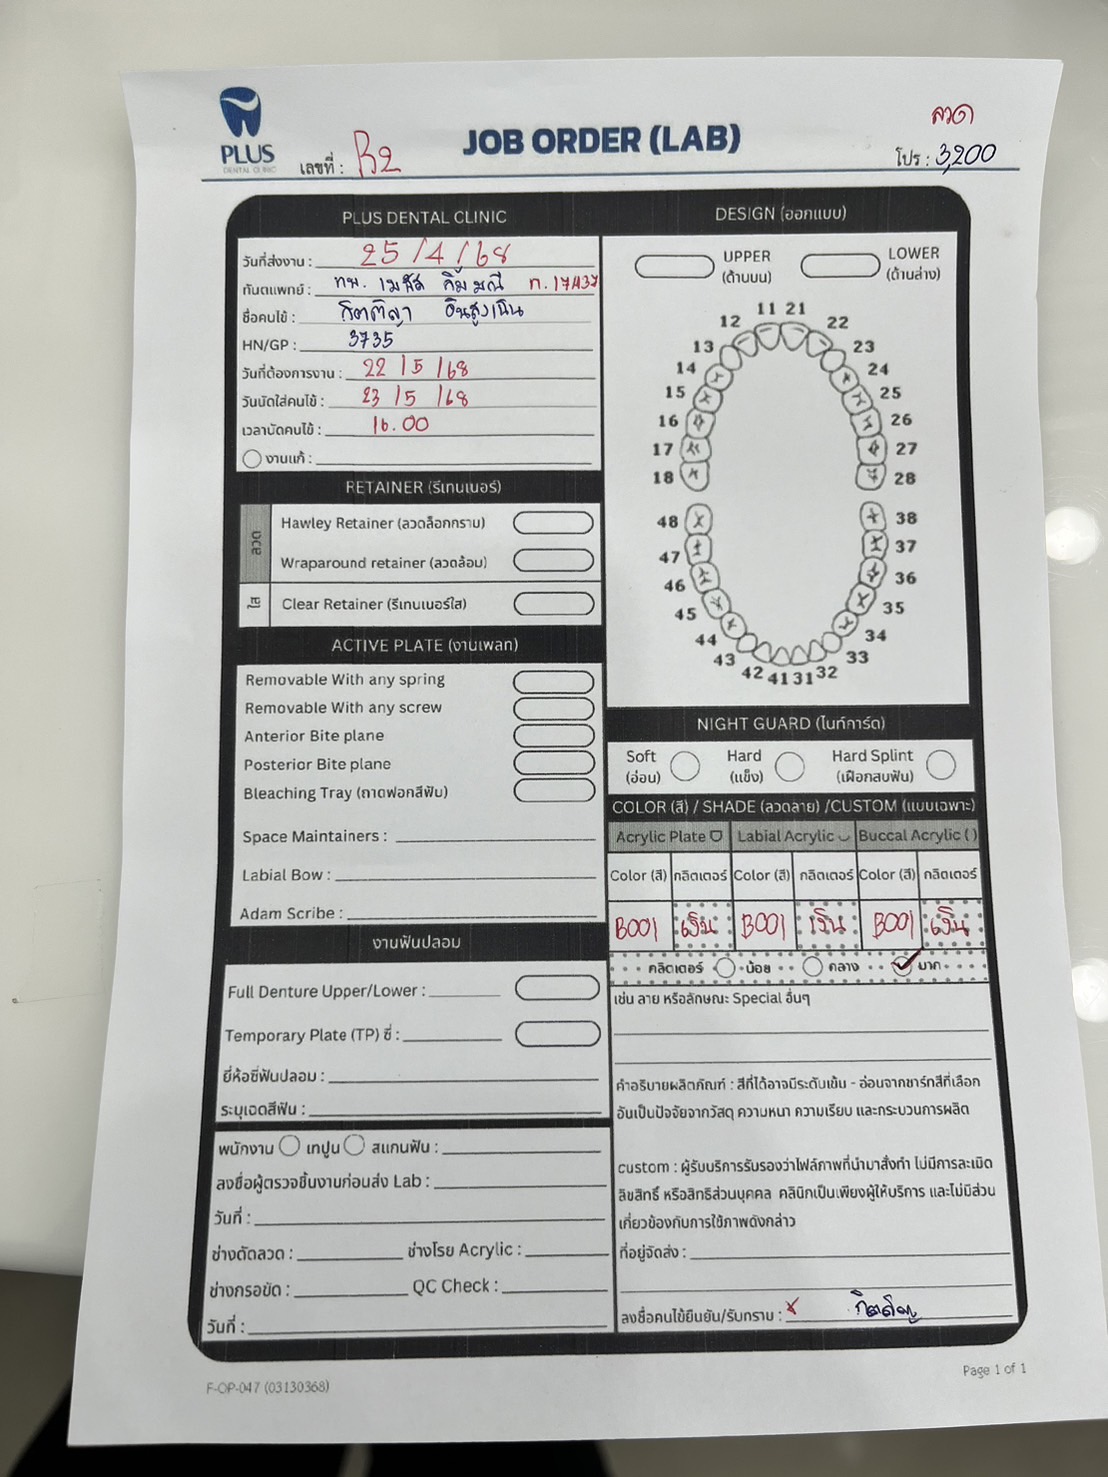 PLUS
DENTAL CLINIC
เลขที่ : R2
JOB ORDER (LAB)
ลวด
โปร : 3,200
PLUS DENTAL CLINIC
วันที่ส่งงาน : 25/4/68
ทันตแพทย์ : ทพ. ท.17437
ชื่อคนไข้ : อินสูงเนิน
HN/GP : 3735
วันที่ต้องการงาน : 22/5/68
วันนัดใส่คนไข้ : 23/5/68
เวลานัดคนไข้ : 16.00
งานแก้ :
RETAINER (รีเทนเนอร์)
ลวด
Hawley Retainer (ลวดล็อกกราม)
Wraparound retainer (ลวดล้อม)
ใส
Clear Retainer (รีเทนเนอร์ใส)
ACTIVE PLATE (งานเพลท)
Removable With any spring
Removable With any screw
Anterior Bite plane
Posterior Bite plane
Bleaching Tray (ถาดฟอกสีฟัน)
Space Maintainers :
Labial Bow :
Adam Scribe :
งานฟันปลอม
Full Denture Upper/Lower :
Temporary Plate (TP) ซี่ :
ยี่ห้อซี่ฟันปลอม :
ระบุเฉดสีฟัน :
พนักงาน เทปูน สแกนฟัน :
ลงชื่อผู้ตรวจชิ้นงานก่อนส่ง Lab :
วันที่ :
ช่างดัดลวด : ช่างโรย Acrylic :
ช่างกรอขัด : QC Check :
วันที่ :
DESIGN (ออกแบบ)
UPPER
(ด้านบน)
LOWER
(ด้านล่าง)
11 21
12 22
13 23
14 24
15 25
16 26
17 27
18 28
48 38
47 37
46 36
45 35
44 34
43 33
42 41 31 32
NIGHT GUARD (ไนท์การ์ด)
Soft
(อ่อน)
Hard
(แข็ง)
Hard Splint
(เฝือกสบฟัน)
COLOR (สี) / SHADE (ลวดลาย) /CUSTOM (แบบเฉพาะ)
Acrylic Plate Labial Acrylic Buccal Acrylic ( )
Color (สี) กลิตเตอร์ Color (สี) กลิตเตอร์ Color (สี) กลิตเตอร์
B001 เงิน B001 เงิน B001 เงิน
กลิตเตอร์ น้อย กลาง มาก
เช่น ลาย หรือลักษณะ Special อื่นๆ
คำอธิบายผลิตภัณฑ์ : สีที่ได้อาจมีระดับเข้ม - อ่อนจากชาร์ทสีที่เลือก
อันเป็นปัจจัยจากวัสดุ ความหนา ความเรียบ และกระบวนการผลิต
custom : ผู้รับบริการรับรองว่าไฟล์ภาพที่นำมาสั่งทำ ไม่มีการละเมิด
ลิขสิทธิ์ หรือสิทธิส่วนบุคคล คลินิกเป็นเพียงผู้ให้บริการ และไม่มีส่วน
เกี่ยวข้องกับการใช้ภาพดังกล่าว
ที่อยู่จัดส่ง :
ลงชื่อคนไข้ยืนยัน/รับทราบ : x
F-OP-047 (03130368)
Page 1 of 1